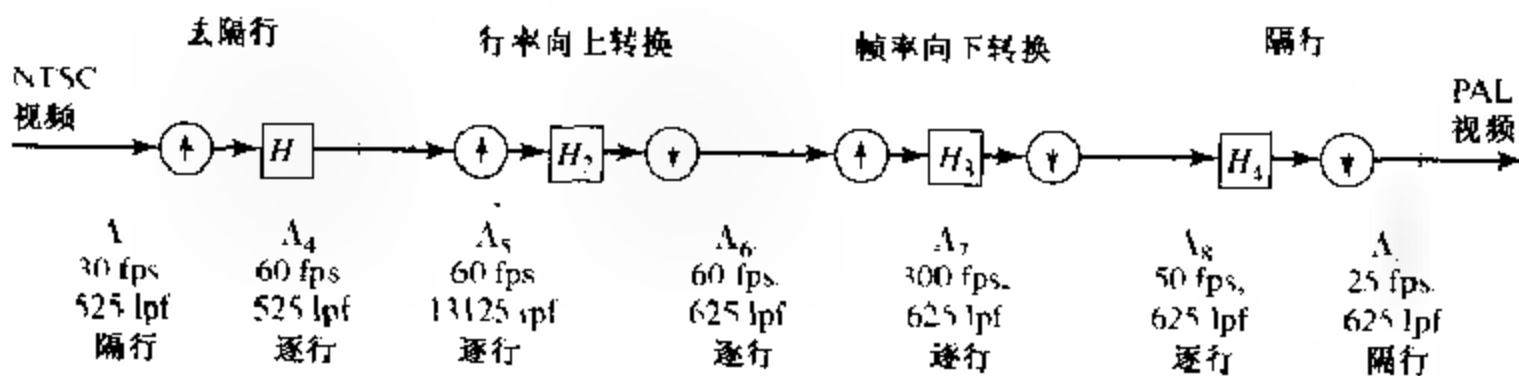 去隔行 行率向上转换 帧率向下转换 隔行
NTSC
视频
PAL
视频
H H₂ H₃ H₄
Λ Λ₄ Λ₅ Λ₆ Λ₇ Λ₈ Λ
30 fps 60 fps 60 fps 60 fps. 300 fps, 50 fps, 25 fps.
525 lpf 525 lpf 13125 lpf 625 lpf 625 lpf 625 lpf 625 lpf
隔行 逐行 逐行 逐行 逐行 逐行 隔行